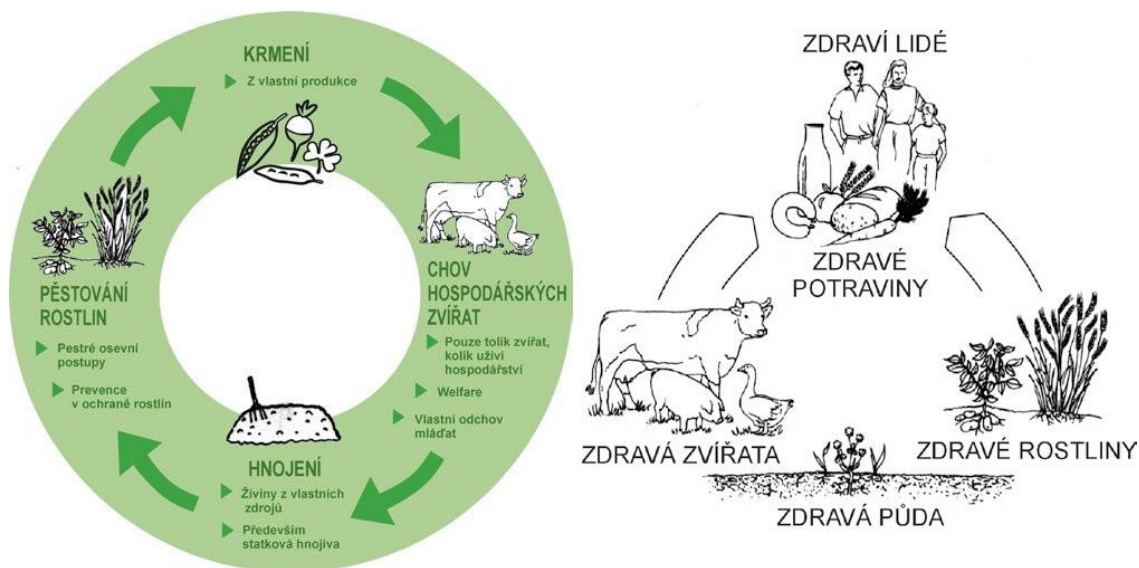 KRMENÍ
Z vlastní produkce
CHOV
HOSPODÁŘSKÝCH
ZVÍŘAT
Pouze tolik zvířat,
kolik uživí
hospodářství
Welfare
Vlastní odchov
mláďat
HNOJENÍ
Živiny z vlastních
zdrojů
Především
statková hnojiva
PĚSTOVÁNÍ
ROSTLIN
Pestré osevní
postupy
Prevence
v ochraně rostlin
ZDRAVÍ LIDÉ
ZDRAVÉ
POTRAVINY
ZDRAVÁ ZVÍŘATA
ZDRAVÉ ROSTLINY
ZDRAVÁ PŮDA